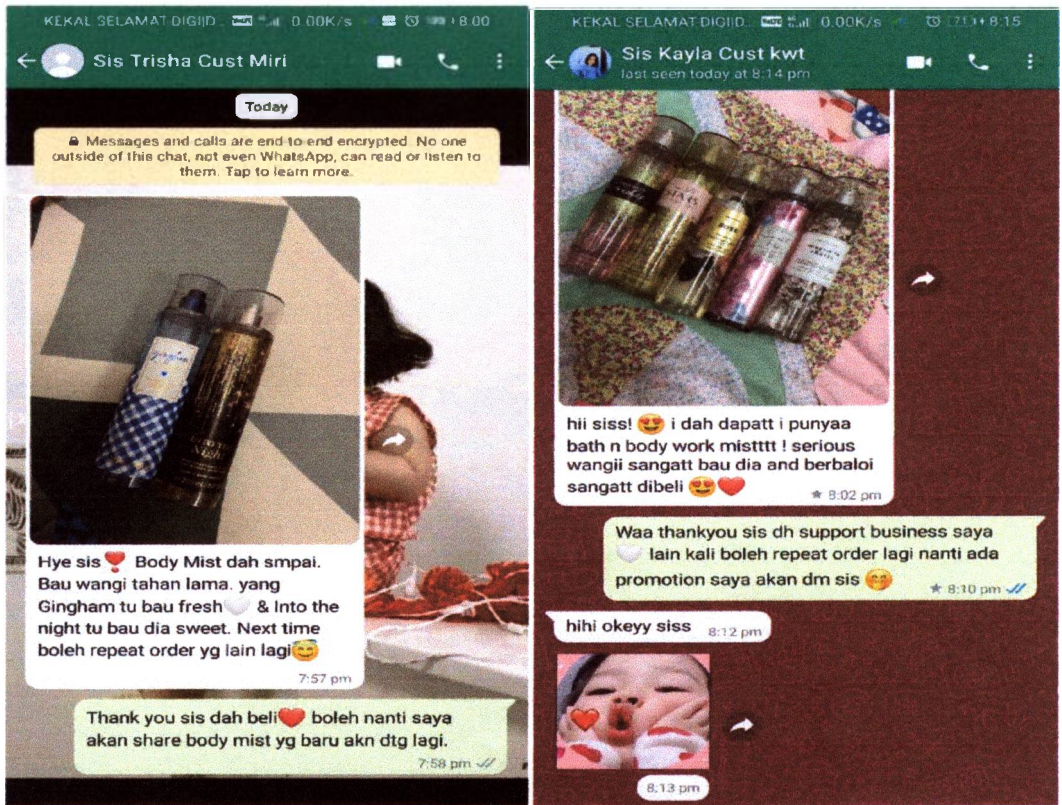 KEKAL SELAMAT DIGIID... 0.00K/s 8:00
Sis Trisha Cust Miri
Today
Messages and calls are end-to-end encrypted. No one
outside of this chat, not even WhatsApp, can read or listen to
them. Tap to learn more.
gingham
Hye sis❣️ Body Mist dah smpai.
Bau wangi tahan lama. yang
Gingham tu bau fresh🤍 & Into the
night tu bau dia sweet. Next time
boleh repeat order yg lain lagi😇
7:57 pm
Thank you sis dah beli❤️ boleh nanti saya
akan share body mist yg baru akn dtg lagi.
7:58 pm
KEKAL SELAMAT DIGIID... 0.00K/s 71 8:15
Sis Kayla Cust kwt
last seen today at 8:14 pm
hii siss! 😍 i dah dapatt i punyaa
bath n body work mistttt ! serious
wangii sangatt bau dia and berbaloi
sangatt dibeli 😍❤️
8:02 pm
Waa thankyou sis dh support business saya
🤍 lain kali boleh repeat order lagi nanti ada
promotion saya akan dm sis 🤗
8:10 pm
hihi okeyy siss 8:12 pm
8:13 pm